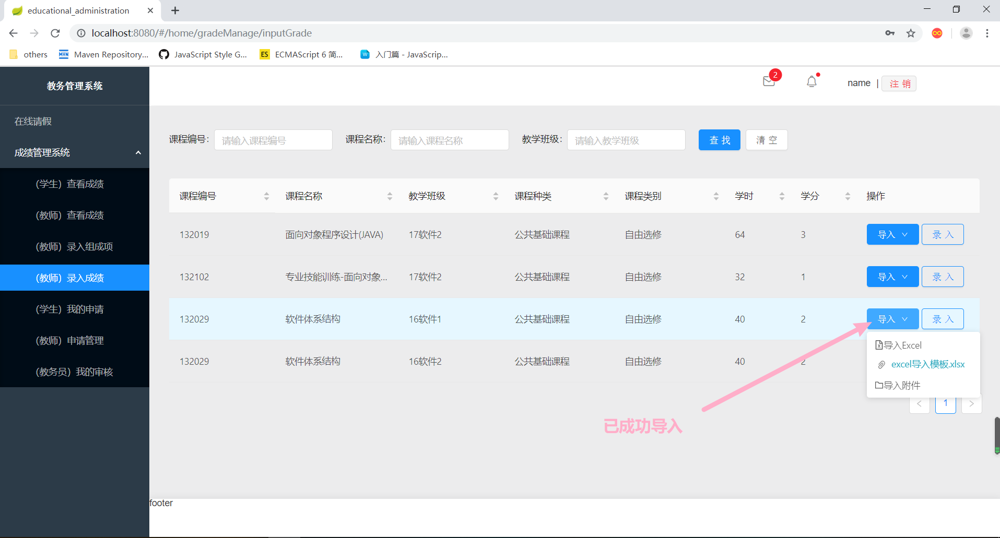 educational_administration
localhost:8080/#/home/gradeManage/inputGrade
others
Maven Repository...
JavaScript Style G...
ES
ECMAScript 6 简...
W
入门篇 - JavaScrip...
教务管理系统
2
name | 注 销
在线请假
成绩管理系统
(学生) 查看成绩
(教师) 查看成绩
(教师) 录入组成项
(教师) 录入成绩
(学生) 我的申请
(教师) 申请管理
(教务员) 我的审核
课程编号: 请输入课程编号
课程名称: 请输入课程名称
教学班级: 请输入教学班级
查 找
清 空
课程编号 课程名称 教学班级 课程种类 课程类别 学时 学分 操作
132019 面向对象程序设计(JAVA) 17软件2 公共基础课程 自由选修 64 3 导入 录 入
132102 专业技能训练-面向对象... 17软件2 公共基础课程 自由选修 32 1 导入 录 入
132029 软件体系结构 16软件1 公共基础课程 自由选修 40 2 导入 录 入
132029 软件体系结构 16软件2 公共基础课程 自由选修 40 2
导入Excel
excel导入模板.xlsx
导入附件
< 1 >
已成功导入
footer